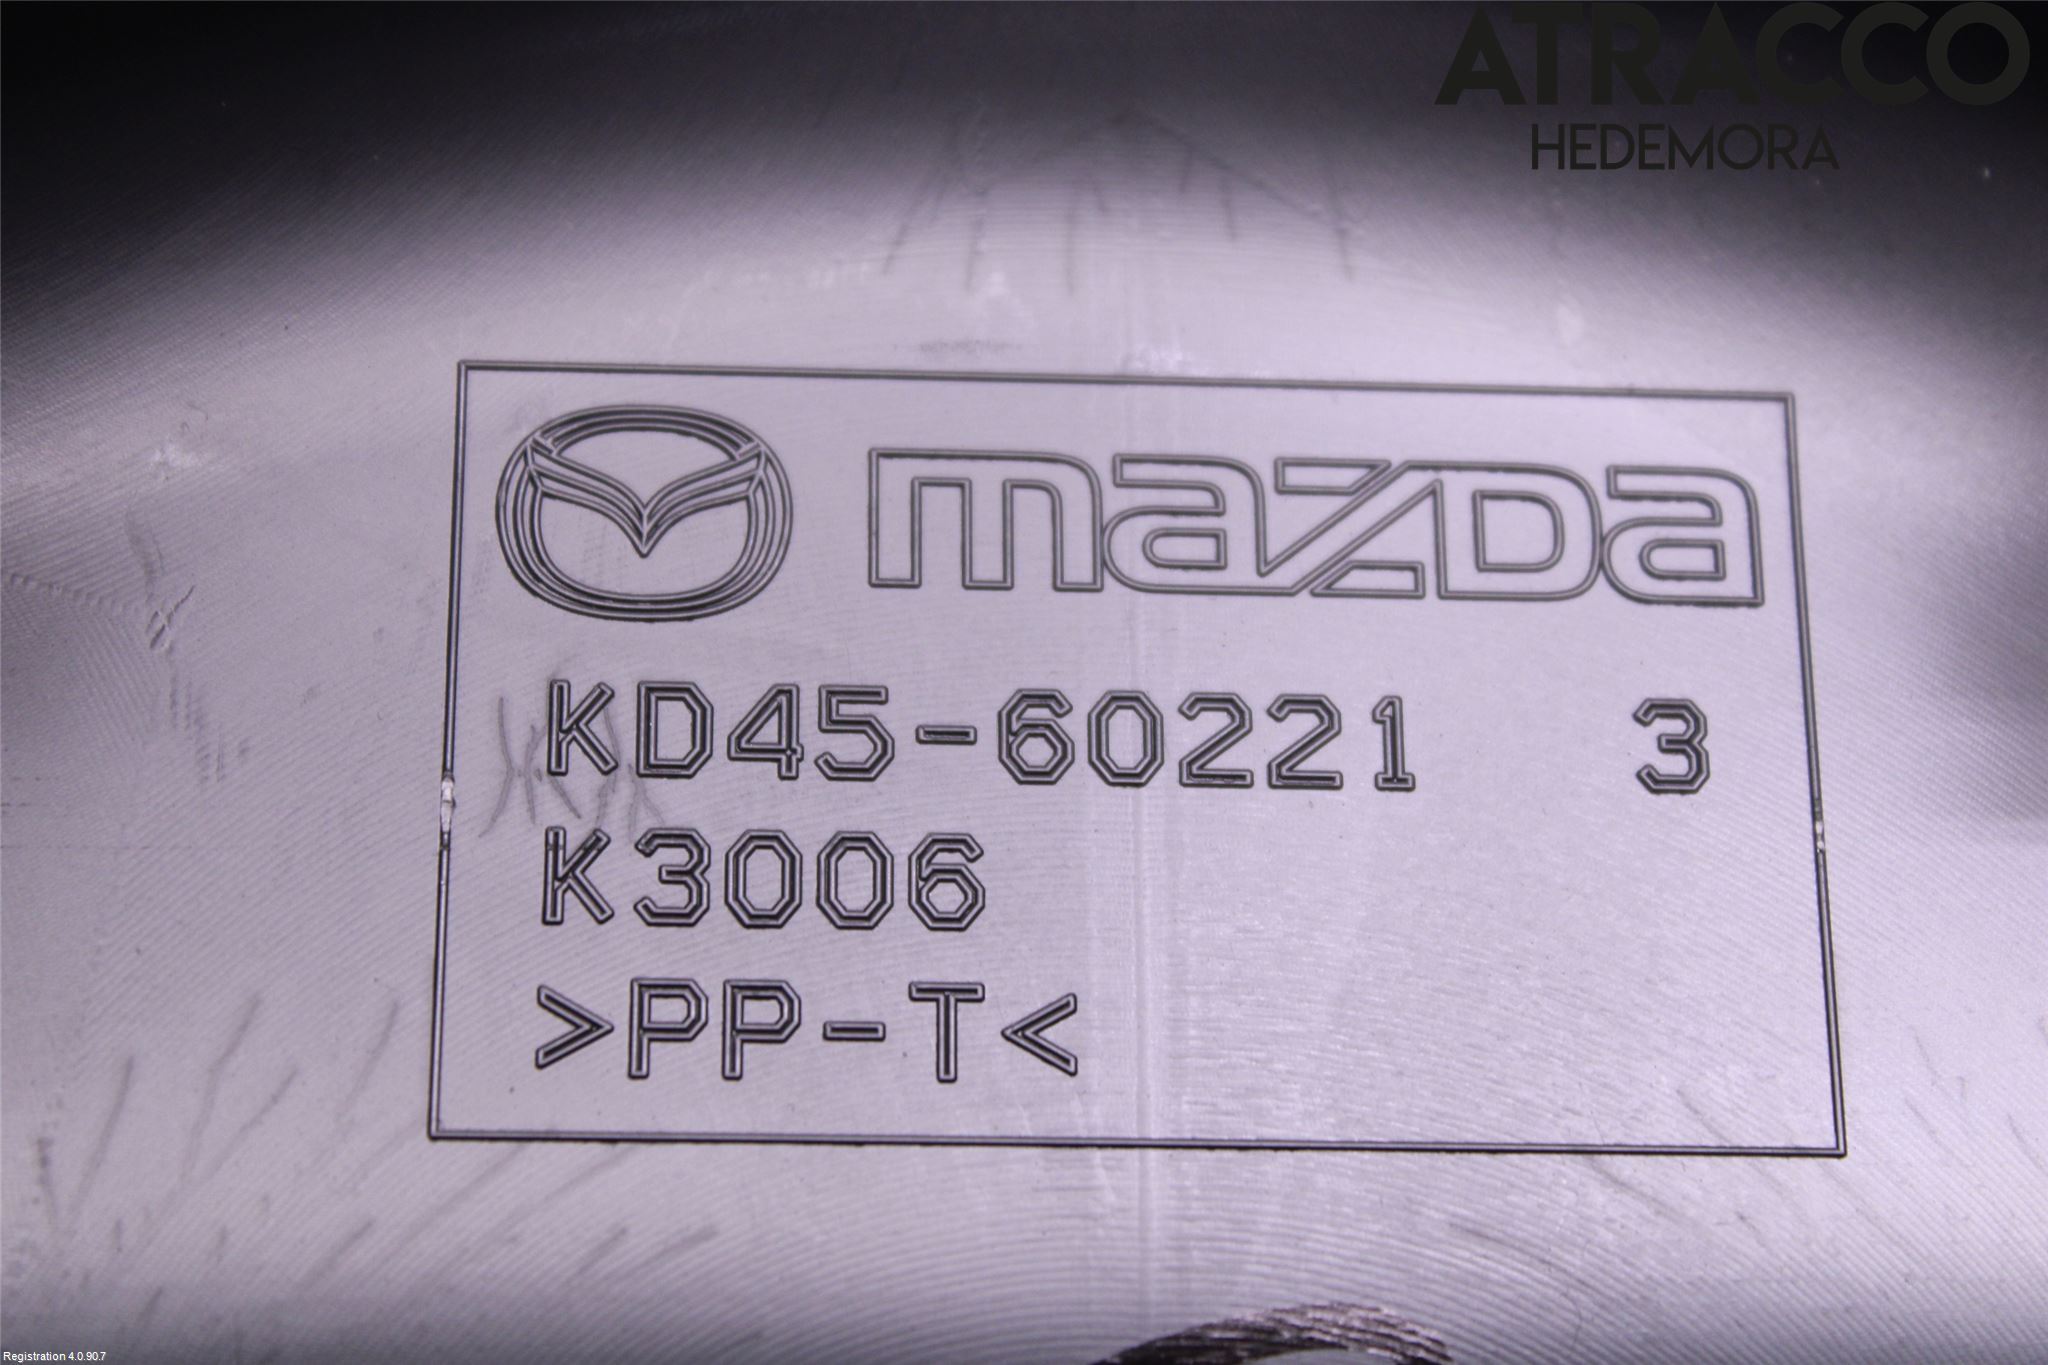 ATRACCO
HEDEMORA
mazda
KD45-60221 3
K3006
>PP-T<
Registration 4.0.90.7